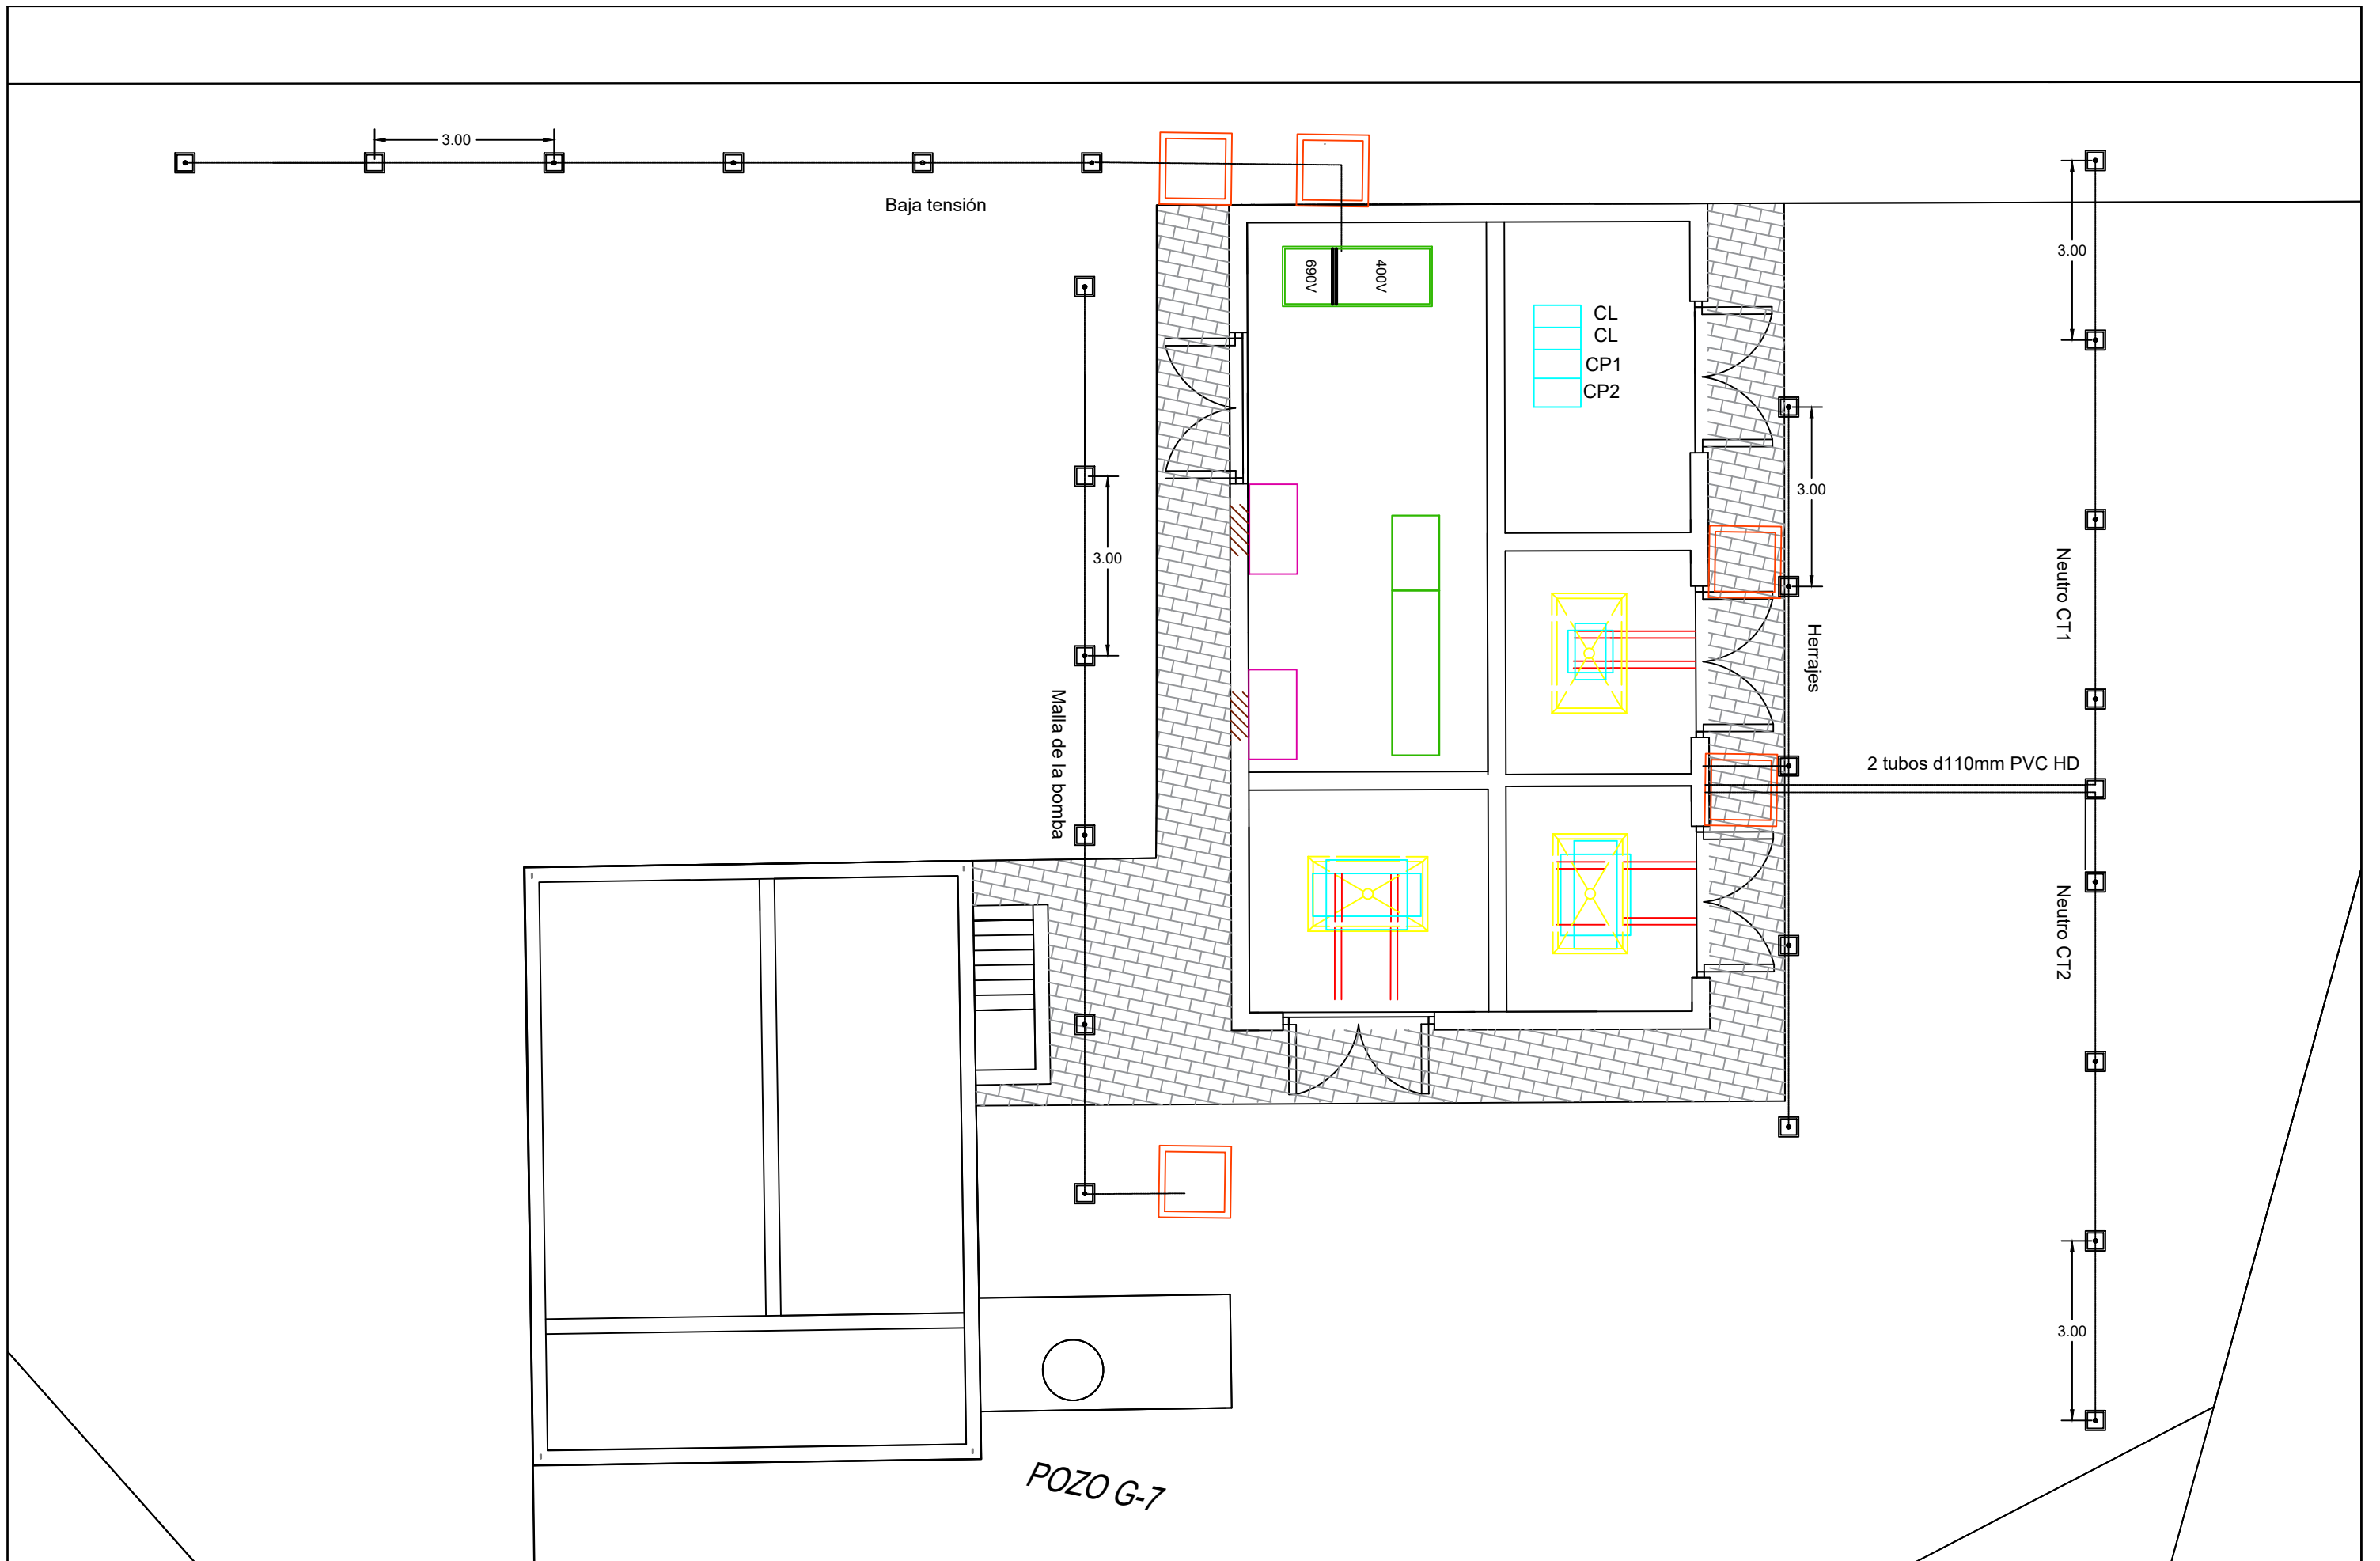 3.00
Baja tensión
690V
400V
3.00
CL
CL
CP1
CP2
3.00
3.00
Neutro CT1
Herrajes
Malla de la bomba
2 tubos d110mm PVC HD
Neutro CT2
3.00
POZO G-7